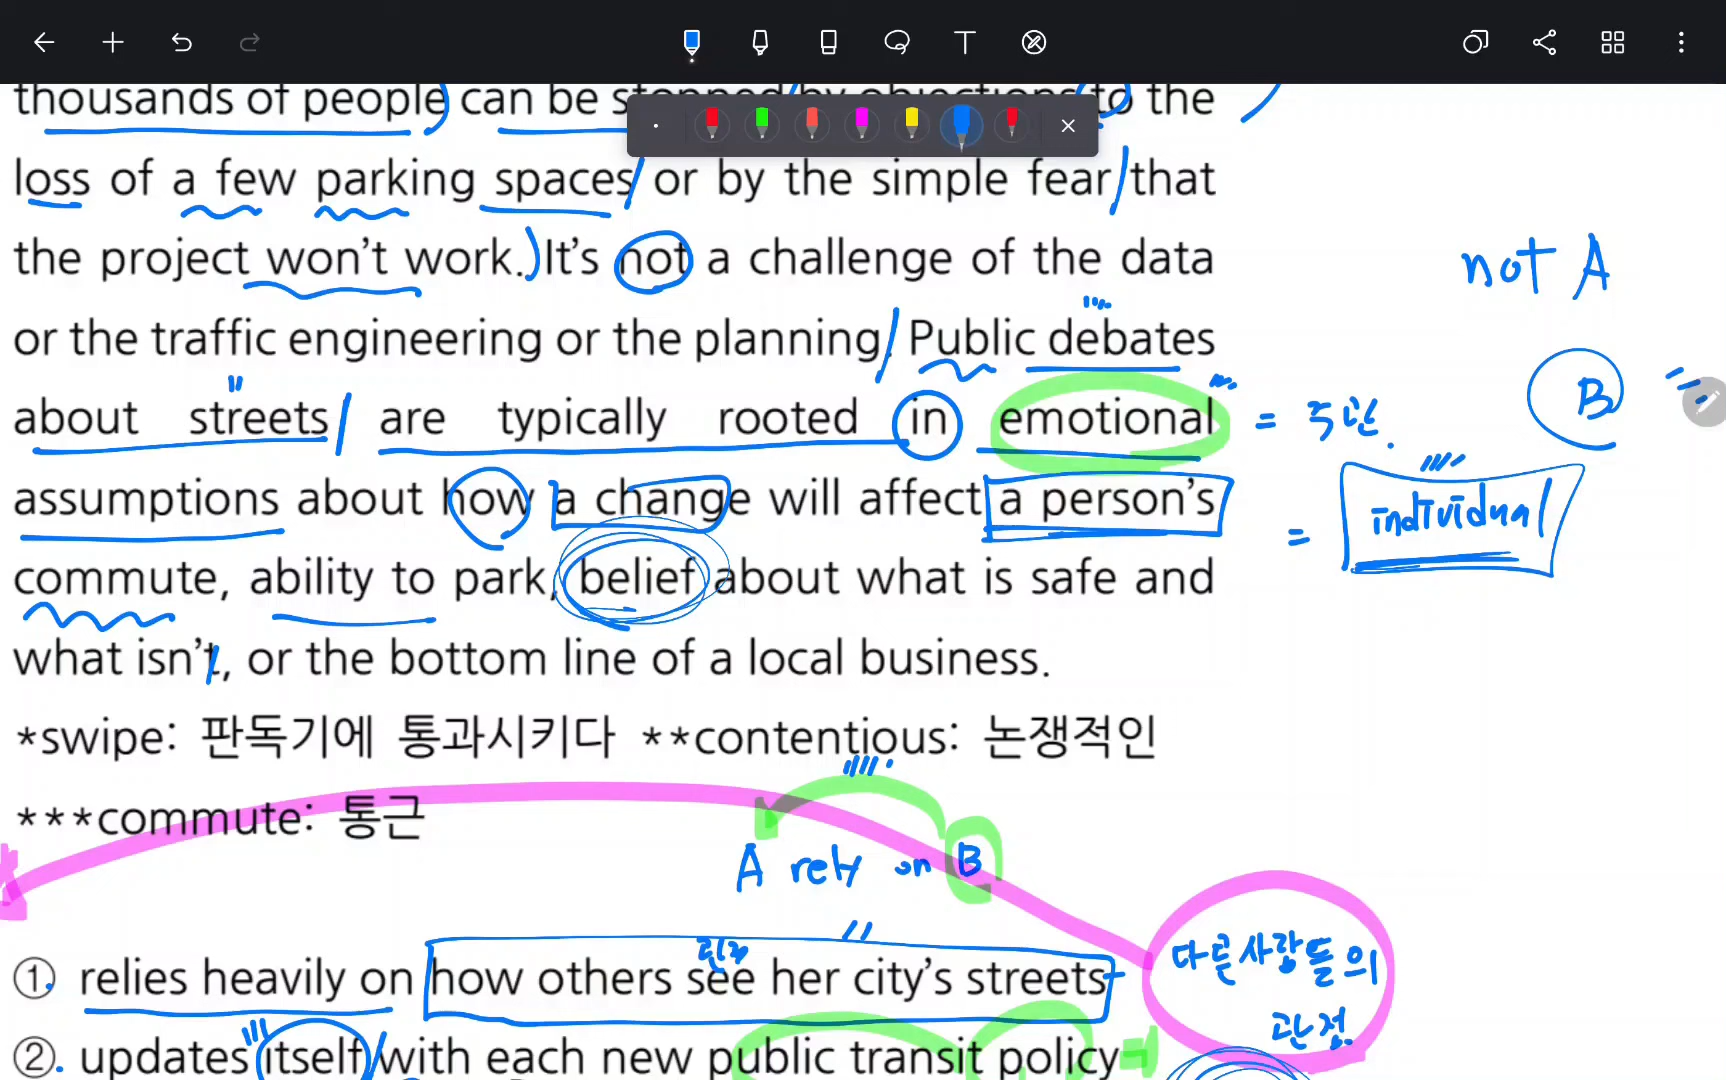 thousands of people can be stopped by objections to the
loss of a few parking spaces or by the simple fear that
the project won't work. It's not a challenge of the data
not A
or the traffic engineering or the planning. Public debates
B
about streets are typically rooted in emotional
= 주관.
assumptions about how a change will affect a person's
= individual
commute, ability to park, belief about what is safe and
what isn't, or the bottom line of a local business.
*swipe: 판독기에 통과시키다 **contentious: 논쟁적인
***commute: 통근
A rely on B
① relies heavily on how others see her city's streets
다른 사람들의
관점
② updates itself with each new public transit policy